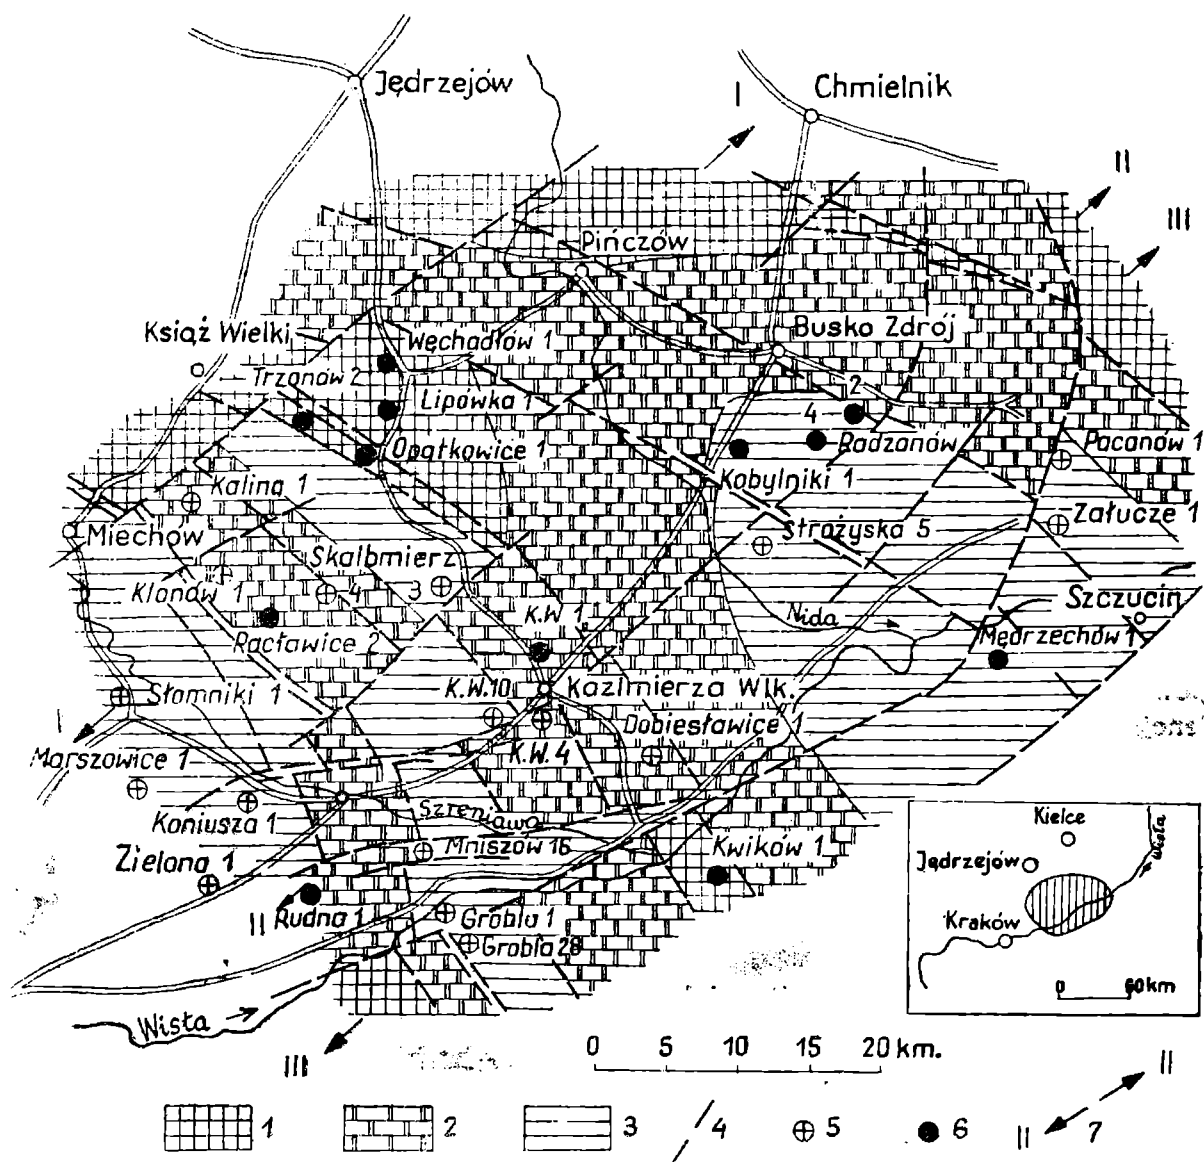 Jędrzejów
Chmielnik
I
II
III
Pińczów
Książ Wielki
Węchadłów 1
Busko Zdrój
Trzonów 2
Lipówka 1
2
4
Radzanów
Pacanów 1
Opatkowice 1
Kobylniki 1
Kalina 1
Załucze 1
Miechów
strożyska 5
Skalbmierz
Klonów 1
4
3
K.W. 1
Szczucin
Nida
Racławice 2
Mędrzechów 1
Słomniki 1
K.W.10
Kazimierza Wlk.
I
Dobiesławice 1
Marszowice 1
K.W.4
Szreniawa
Koniusza 1
Mniszów 16
Kwików 1
Zielona 1
II
Rudna 1
Grobla 1
Grobla 28
Wisła
III
Kielce
Wisła
Jędrzejów
Kraków
0 60km
0 5 10 15 20 km.
II
1 2 3 4 5 6 II 7